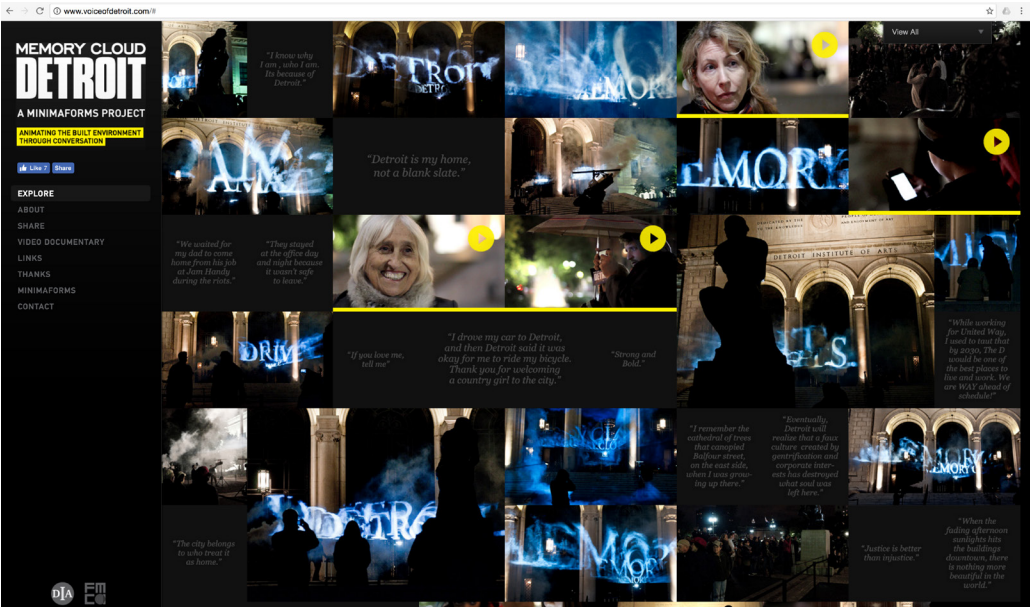 www.voiceofdetroit.com/#
MEMORY CLOUD
DETROIT
A MINIMAFORMS PROJECT
ANIMATING THE BUILT ENVIRONMENT
THROUGH CONVERSATION
Like 7 Share
EXPLORE
ABOUT
SHARE
VIDEO DOCUMENTARY
LINKS
THANKS
MINIMAFORMS
CONTACT
DIA
View All
"I know why
I am , who I am.
Its because of
Detroit."
DETROIT
DETR
EMOR
AM
"Detroit is my home,
not a blank slate."
EMORY
"We waited for
my dad to come
home from his job
at Jam Handy
during the riots."
"They stayed
at the office day
and night because
it wasn't safe
to leave."
DETROIT INSTITUTE OF ARTS
DRIVE
"If you love me,
tell me"
"I drove my car to Detroit,
and then Detroit said it was
okay for me to ride my bicycle.
Thank you for welcoming
a country girl to the city."
"Strong and
Bold."
"While working
for United Way,
I used to tout that
by 2030, The D
would be one of
the best places to
live and work. We
are WAY ahead of
schedule!"
DETRO
"I remember the
cathedral of trees
that canopied
Balfour street,
on the east side,
when I was grow-
ing up there."
"Eventually,
Detroit will
realize that a faux
culture created by
gentrification and
corporate inter-
ests has destroyed
what soul was
left here."
MORY
"The city belongs
to who treat it
as home."
MOR
"Justice is better
than injustice."
"When the
fading afternoon
sunlights hits
the buildings
downtown, there
is nothing more
beautiful in the
world."